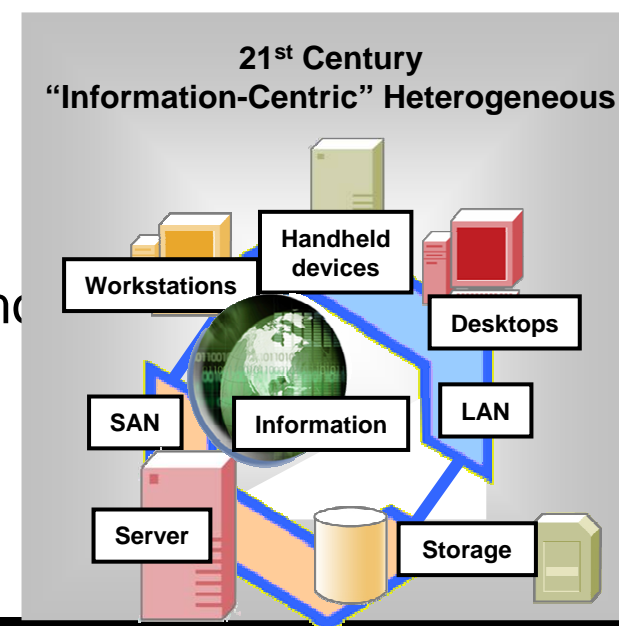 21st Century
“Information-Centric” Heterogeneous
Handheld
devices
Workstations
Desktops
SAN
Information
LAN
Server
Storage